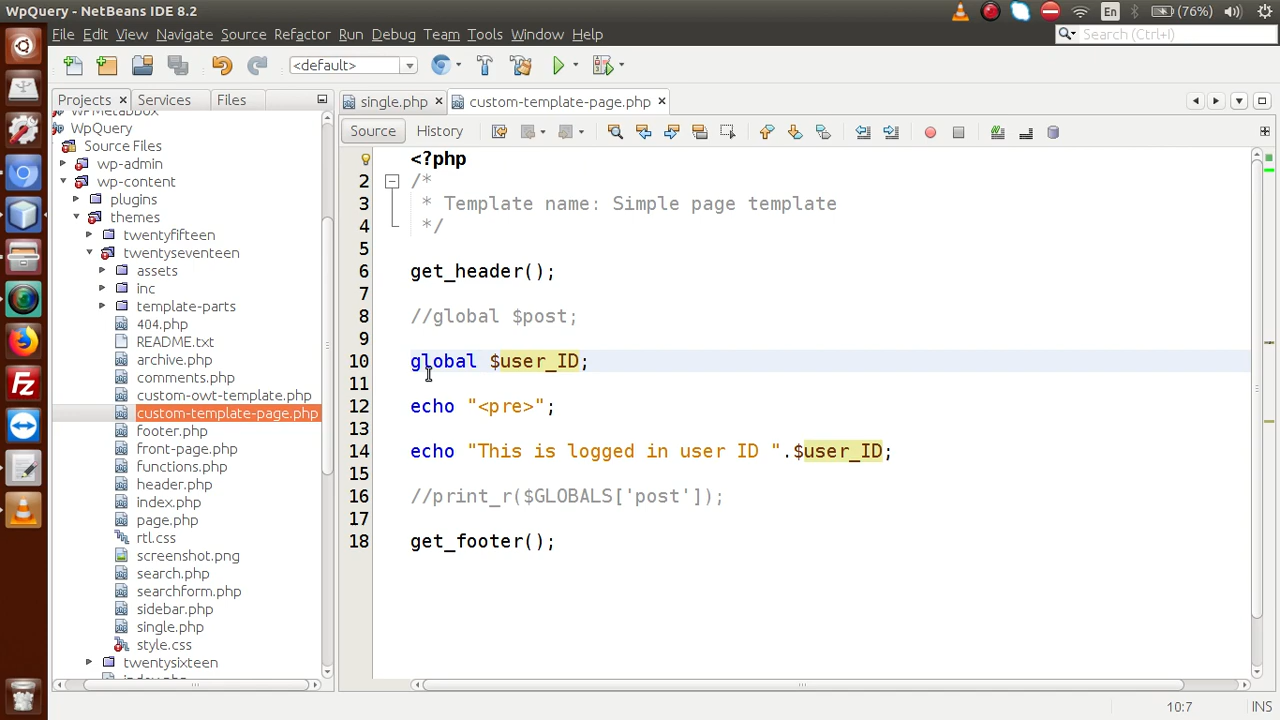 WpQuery - NetBeans IDE 8.2
En
(76%)
File Edit View Navigate Source Refactor Run Debug Team Tools Window Help
Search (Ctrl+I)
<default>
Projects
Services
Files
single.php
custom-template-page.php
Source
History
WPMetabbox
WpQuery
Source Files
wp-admin
wp-content
plugins
themes
twentyfifteen
twentyseventeen
assets
inc
template-parts
404.php
README.txt
archive.php
comments.php
custom-owt-template.php
custom-template-page.php
footer.php
front-page.php
functions.php
header.php
index.php
page.php
rtl.css
screenshot.png
search.php
searchform.php
sidebar.php
single.php
style.css
twentysixteen
index.php
<?php
2 /*
3 * Template name: Simple page template
4 */
5
6 get_header();
7
8 //global $post;
9
10 global $user_ID;
11
12 echo "<pre>";
13
14 echo "This is logged in user ID ".$user_ID;
15
16 //print_r($GLOBALS['post']);
17
18 get_footer();
10:7
INS